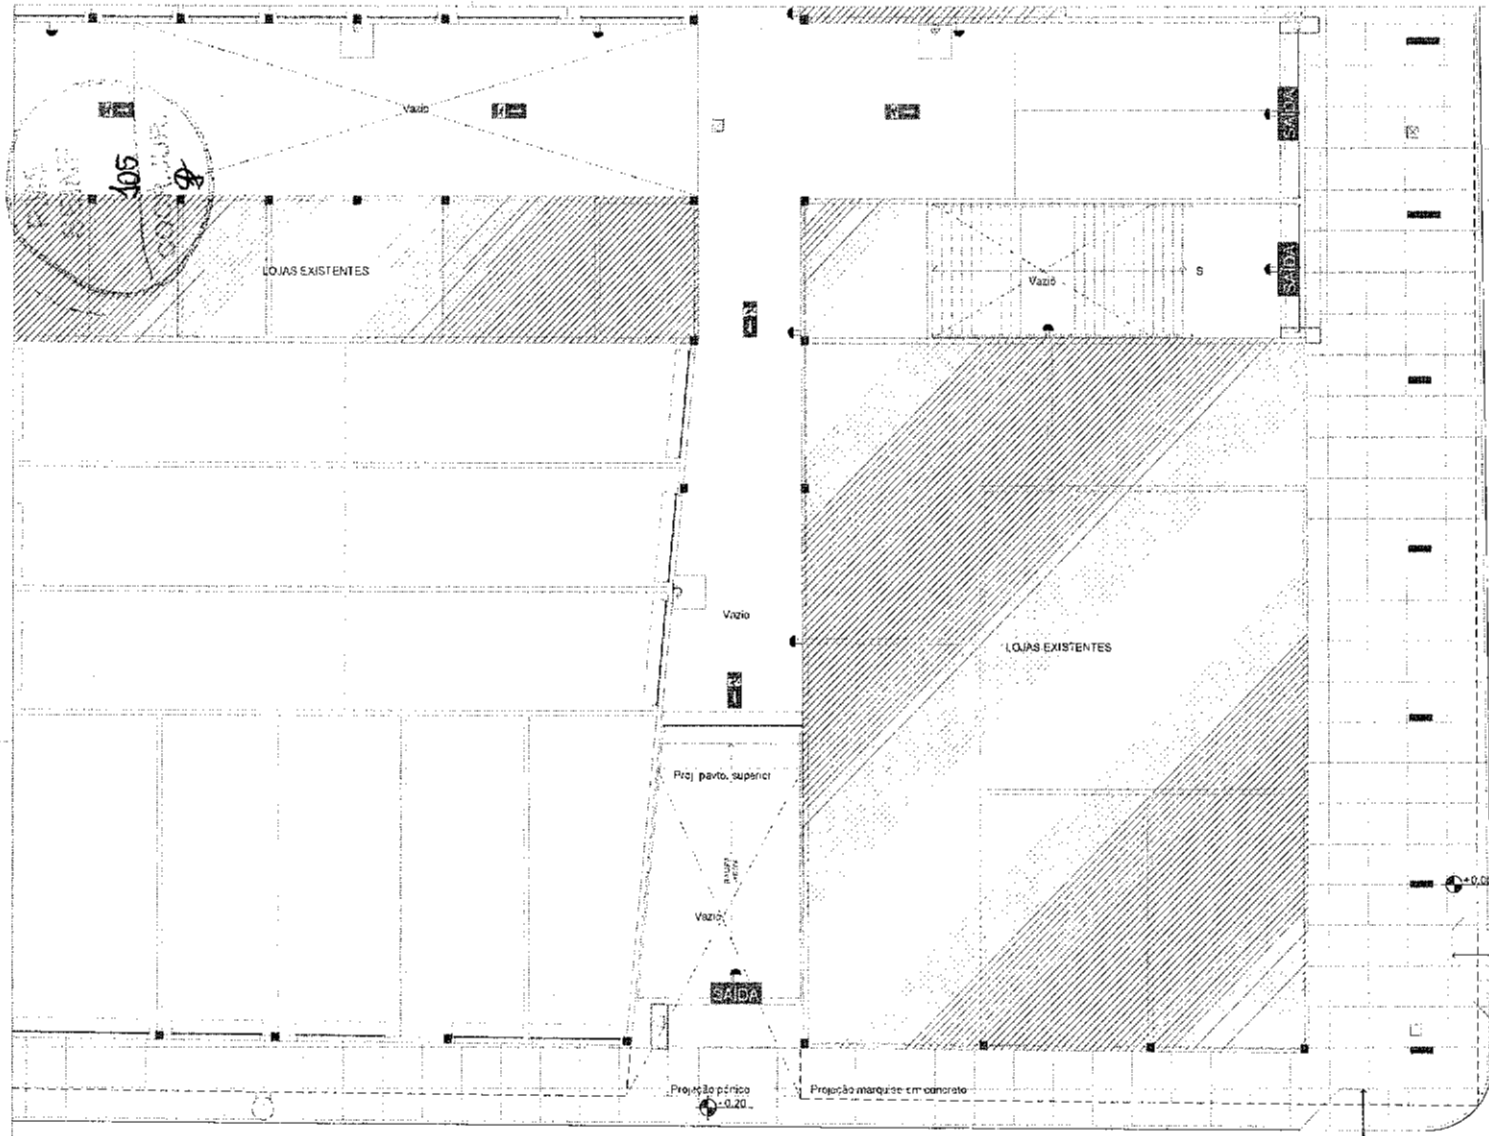 Vazio
SAÍDA
105
LOJAS EXISTENTES
Vazio
S
SAÍDA
Vazio
LOJAS EXISTENTES
Proj. pavto. superior
Vazio
SAÍDA
Projeção pórtico
Projeção marquise em concreto
-0.20